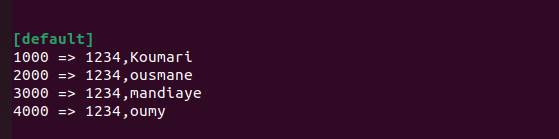 [default]
1000 => 1234,Koumari
2000 => 1234,ousmane
3000 => 1234,mandiaye
4000 => 1234,oumy